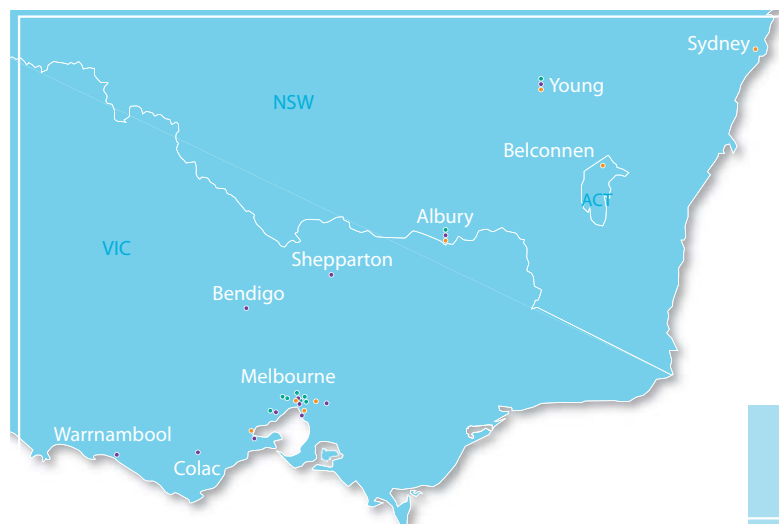 Sydney
Young
NSW
Belconnen
ACT
Albury
VIC
Shepparton
Bendigo
Melbourne
Warrnambool
Colac